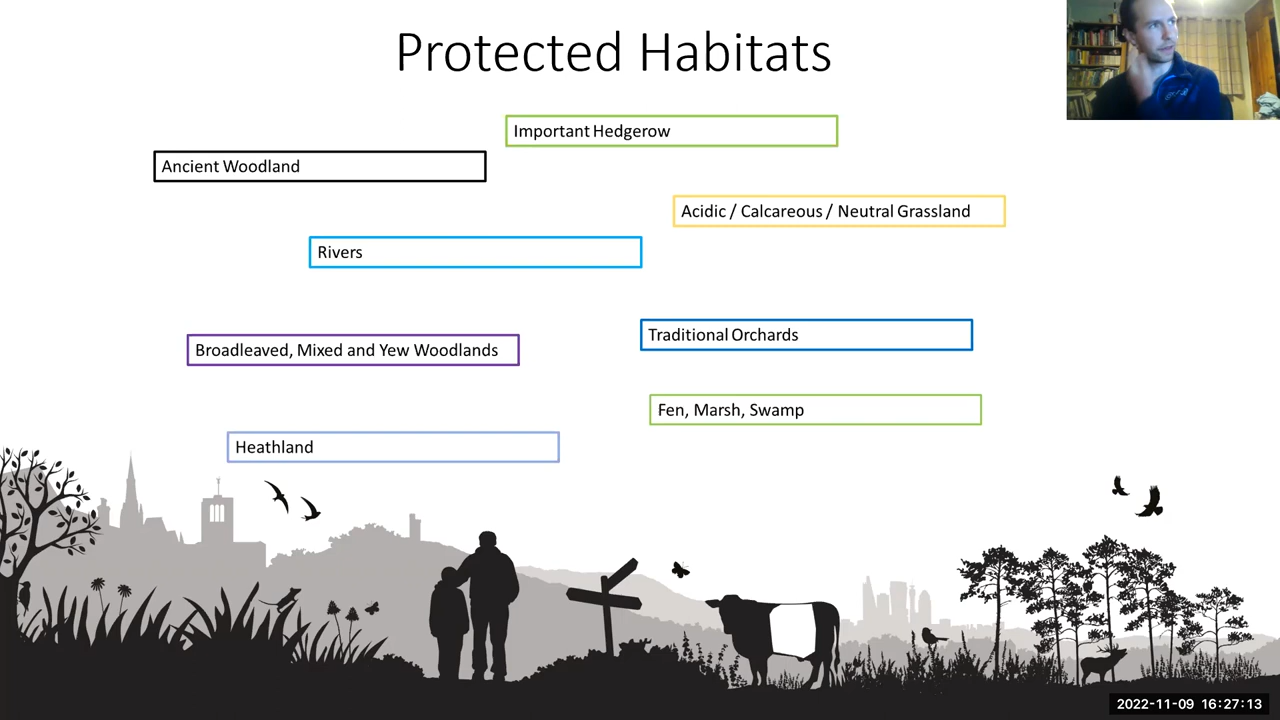 Protected Habitats
Important Hedgerow
Ancient Woodland
Acidic / Calcareous / Neutral Grassland
Rivers
Traditional Orchards
Broadleaved, Mixed and Yew Woodlands
Fen, Marsh, Swamp
Heathland
2022-11-09 16:27:13